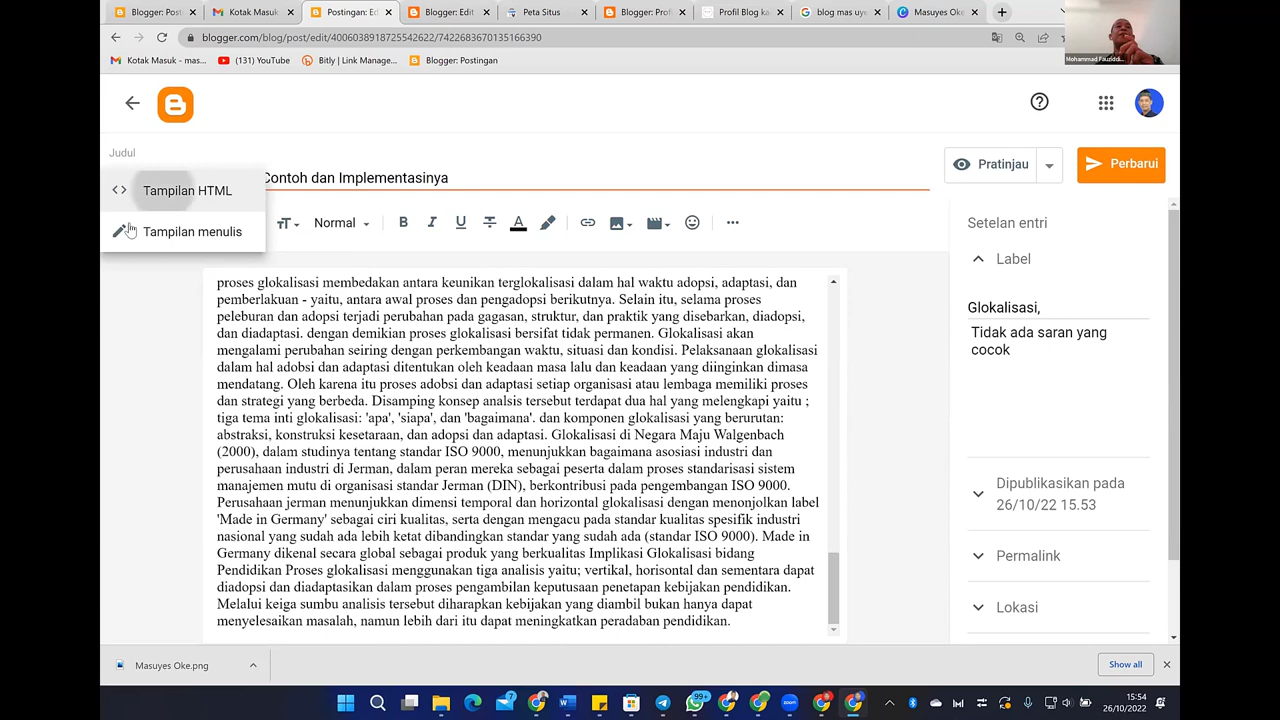 Blogger: Post
Kotak Masuk
Postingan: Ed
Blogger: Edit
Peta Situs
Blogger: Profi
Profil Blog ka
blog mas uy
Masuyes Oke
blogger.com/blog/post/edit/4006038918725542622/7422683670135166390
Kotak Masuk - mas...
(131) YouTube
Bitly | Link Manage...
Blogger: Postingan
Mohammad Fauziddi...
Judul
Contoh dan Implementasinya
Pratinjau
Perbarui
Tampilan HTML
Tampilan menulis
Normal
B I U A
proses glokalisasi membedakan antara keunikan terglokalisasi dalam hal waktu adopsi, adaptasi, dan
pemberlakuan - yaitu, antara awal proses dan pengadopsi berikutnya. Selain itu, selama proses
peleburan dan adopsi terjadi perubahan pada gagasan, struktur, dan praktik yang disebarkan, diadopsi,
dan diadaptasi. dengan demikian proses glokalisasi bersifat tidak permanen. Glokalisasi akan
mengalami perubahan seiring dengan perkembangan waktu, situasi dan kondisi. Pelaksanaan glokalisasi
dalam hal adobsi dan adaptasi ditentukan oleh keadaan masa lalu dan keadaan yang diinginkan dimasa
mendatang. Oleh karena itu proses adobsi dan adaptasi setiap organisasi atau lembaga memiliki proses
dan strategi yang berbeda. Disamping konsep analsis tersebut terdapat dua hal yang melengkapi yaitu ;
tiga tema inti glokalisasi: 'apa', 'siapa', dan 'bagaimana'. dan komponen glokalisasi yang berurutan:
abstraksi, konstruksi kesetaraan, dan adopsi dan adaptasi. Glokalisasi di Negara Maju Walgenbach
(2000), dalam studinya tentang standar ISO 9000, menunjukkan bagaimana asosiasi industri dan
perusahaan industri di Jerman, dalam peran mereka sebagai peserta dalam proses standarisasi sistem
manajemen mutu di organisasi standar Jerman (DIN), berkontribusi pada pengembangan ISO 9000.
Perusahaan jerman menunjukkan dimensi temporal dan horizontal glokalisasi dengan menonjolkan label
'Made in Germany' sebagai ciri kualitas, serta dengan mengacu pada standar kualitas spesifik industri
nasional yang sudah ada lebih ketat dibandingkan standar yang sudah ada (standar ISO 9000). Made in
Germany dikenal secara global sebagai produk yang berkualitas Implikasi Glokalisasi bidang
Pendidikan Proses glokalisasi menggunakan tiga analisis yaitu; vertikal, horisontal dan sementara dapat
diadopsi dan diadaptasikan dalam proses pengambilan keputusaan penetapan kebijakan pendidikan.
Melalui keiga sumbu analisis tersebut diharapkan kebijakan yang diambil bukan hanya dapat
menyelesaikan masalah, namun lebih dari itu dapat meningkatkan peradaban pendidikan.
Setelan entri
Label
Glokalisasi,
Tidak ada saran yang
cocok
Dipublikasikan pada
26/10/22 15.53
Permalink
Lokasi
Masuyes Oke.png
Show all
99+
zoom
15:54
26/10/2022